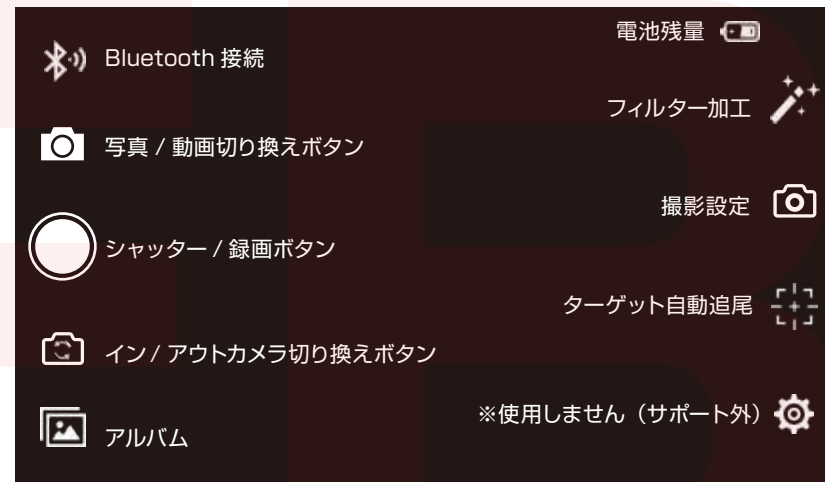 電池残量
Bluetooth 接続
フィルター加工
写真 / 動画切り換えボタン
撮影設定
シャッター / 録画ボタン
ターゲット自動追尾
イン / アウトカメラ切り換えボタン
※使用しません（サポート外）
アルバム